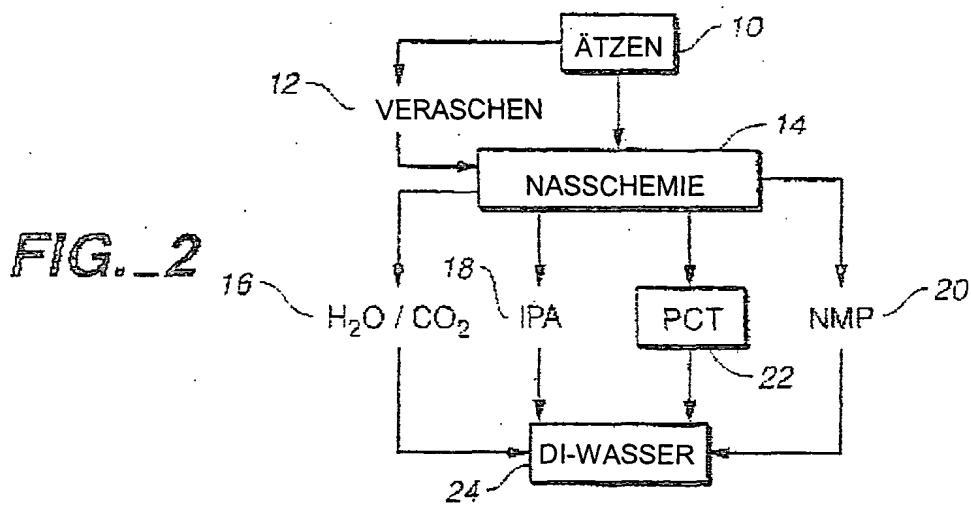 ÄTZEN
10
12
VERASCHEN
14
NASSCHEMIE
FIG._2
16
H₂O / CO₂
18
IPA
PCT
22
NMP
20
DI-WASSER
24